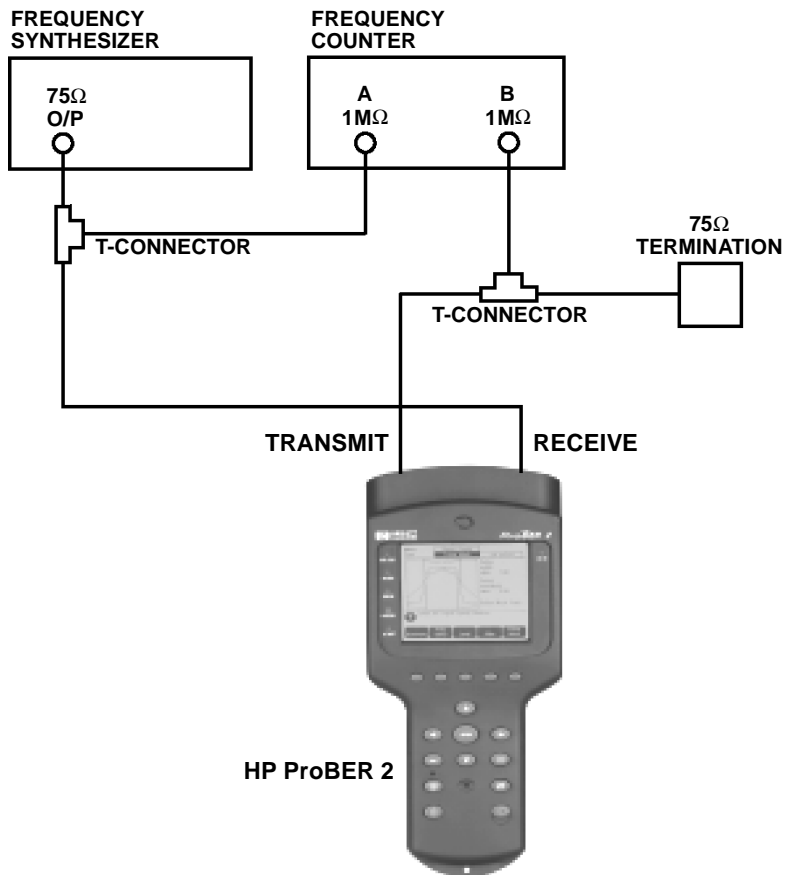 FREQUENCY
SYNTHESIZER
75Ω
O/P
FREQUENCY
COUNTER
A
1MΩ
B
1MΩ
T-CONNECTOR
75Ω
TERMINATION
T-CONNECTOR
TRANSMIT
RECEIVE
HP ProBER 2